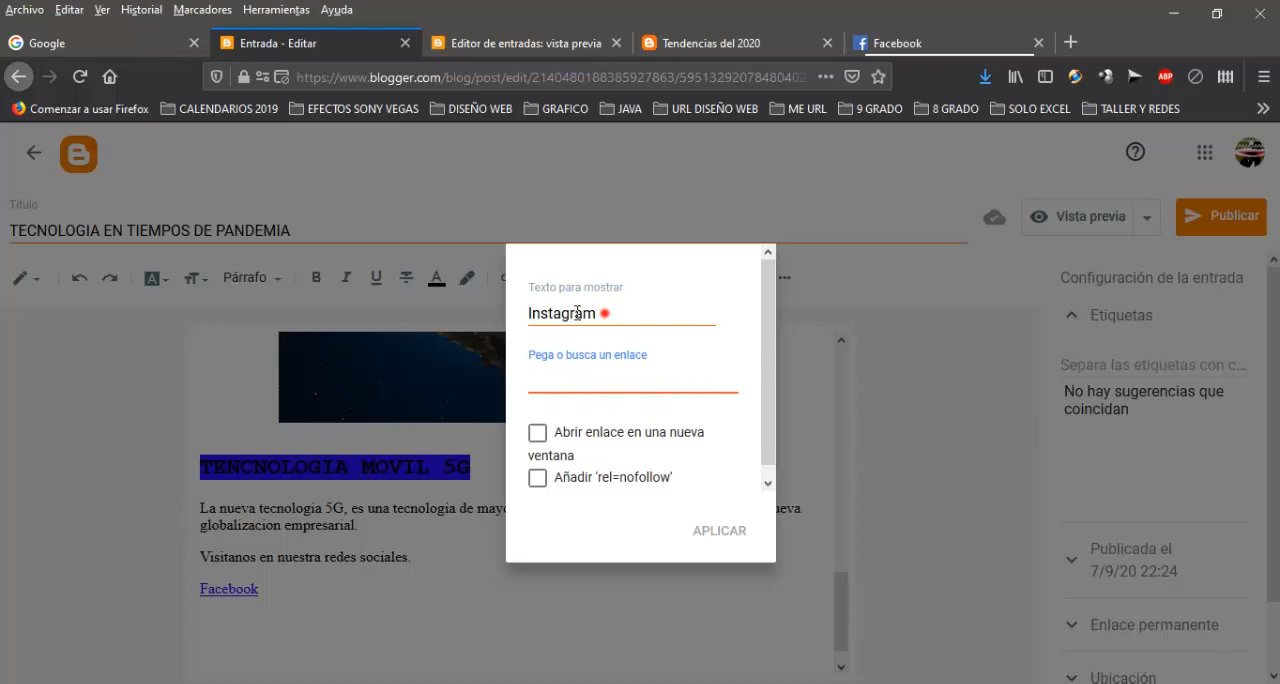 Archivo Editar Ver Historial Marcadores Herramientas Ayuda
Google
Entrada - Editar
Editor de entradas: vista previa
Tendencias del 2020
Facebook
https://www.blogger.com/blog/post/edit/2140480188385927863/59513292078480402
Comenzar a usar Firefox CALENDARIOS 2019 EFECTOS SONY VEGAS DISEÑO WEB GRAFICO JAVA URL DISEÑO WEB ME URL 9 GRADO 8 GRADO SOLO EXCEL TALLER Y REDES
Título
TECNOLOGIA EN TIEMPOS DE PANDEMIA
Vista previa
Publicar
Párrafo
B I U A
Configuración de la entrada
Etiquetas
Separa las etiquetas con c...
No hay sugerencias que
coincidan
Publicada el
7/9/20 22:24
Enlace permanente
Ubicación
Texto para mostrar
Instagram
Pega o busca un enlace
Abrir enlace en una nueva
ventana
Añadir 'rel=nofollow'
APLICAR
TENCNOLOGIA MOVIL 5G
La nueva tecnologia 5G, es una tecnologia de mayo
ueva
globalizacion empresarial.
Visitanos en nuestra redes sociales.
Facebook